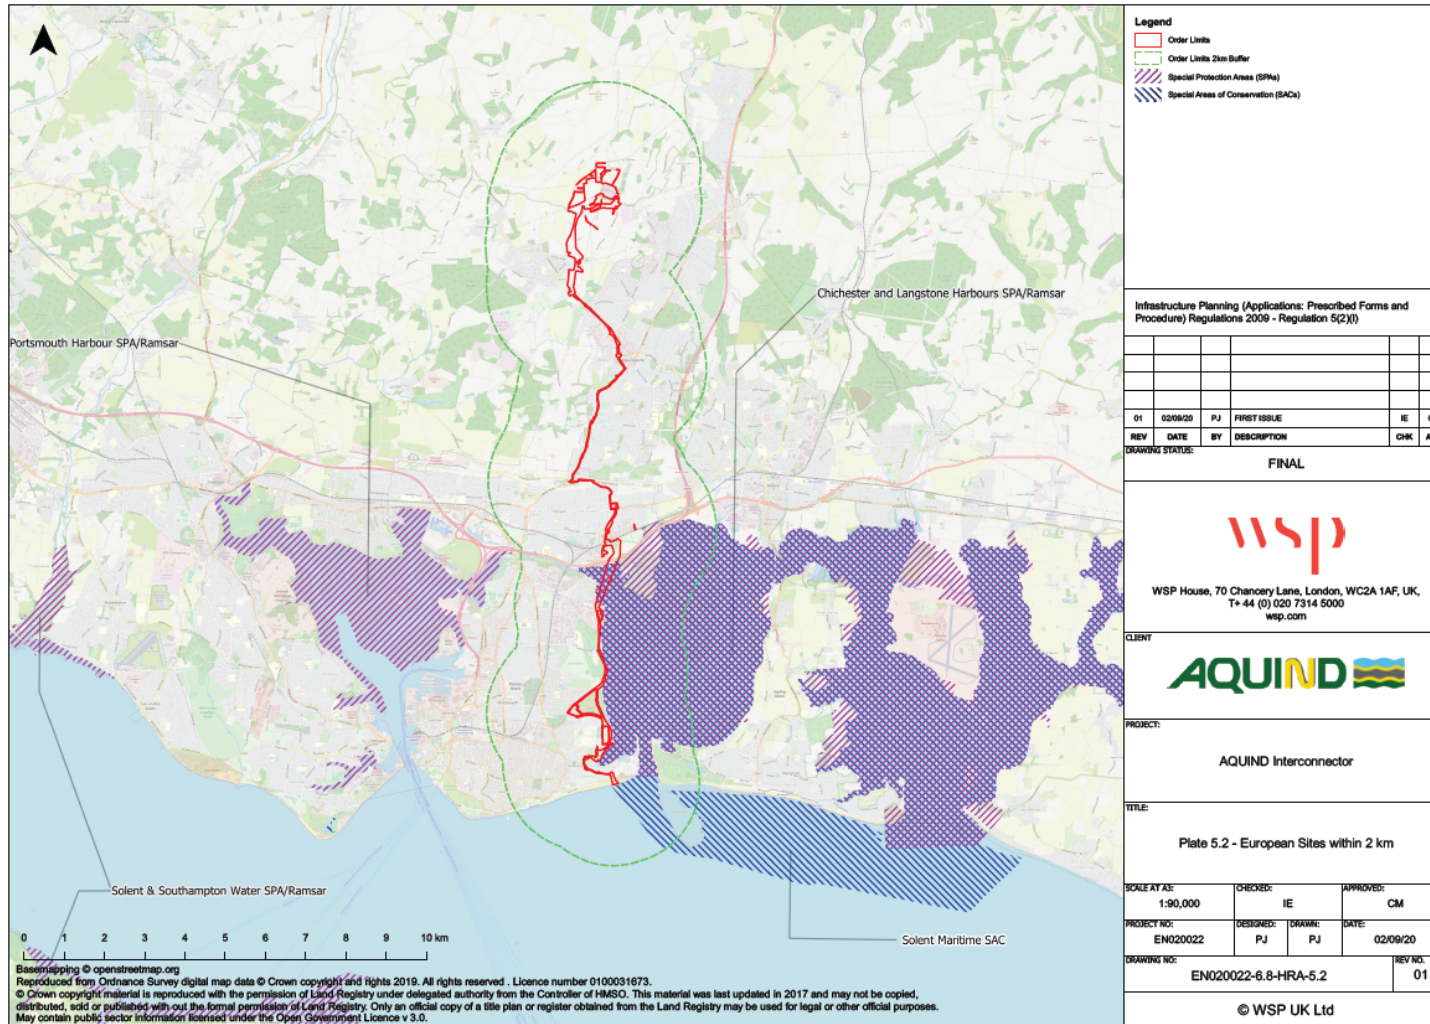 Legend
Order Limits
Order Limits 2km Buffer
Special Protection Areas (SPAs)
Special Areas of Conservation (SACs)
Chichester and Langstone Harbours SPA/Ramsar
Portsmouth Harbour SPA/Ramsar
Solent & Southampton Water SPA/Ramsar
Solent Maritime SAC
0 1 2 3 4 5 6 7 8 9 10 km
Basemapping © openstreetmap.org
Reproduced from Ordnance Survey digital map data © Crown copyright and rights 2019. All rights reserved . Licence number 0100031673.
© Crown copyright material is reproduced with the permission of Land Registry under delegated authority from the Controller of HMSO. This material was last updated in 2017 and may not be copied,
distributed, sold or published with out the formal permission of Land Registry. Only an official copy of a title plan or register obtained from the Land Registry may be used for legal or other official purposes.
May contain public sector information licensed under the Open Government Licence v 3.0.
Infrastructure Planning (Applications: Prescribed Forms and
Procedure) Regulations 2009 - Regulation 5(2)(l)
01 02/09/20 PJ FIRST ISSUE IE
REV DATE BY DESCRIPTION CHK
DRAWING STATUS:
FINAL
wsp
WSP House, 70 Chancery Lane, London, WC2A 1AF, UK,
T+ 44 (0) 020 7314 5000
wsp.com
CLIENT
AQUIND
PROJECT:
AQUIND Interconnector
TITLE:
Plate 5.2 - European Sites within 2 km
SCALE AT A3: CHECKED: APPROVED:
1:90,000 IE CM
PROJECT NO: DESIGNED: DRAWN: DATE:
EN020022 PJ PJ 02/09/20
DRAWING NO: REV NO.
EN020022-6.8-HRA-5.2 01
© WSP UK Ltd